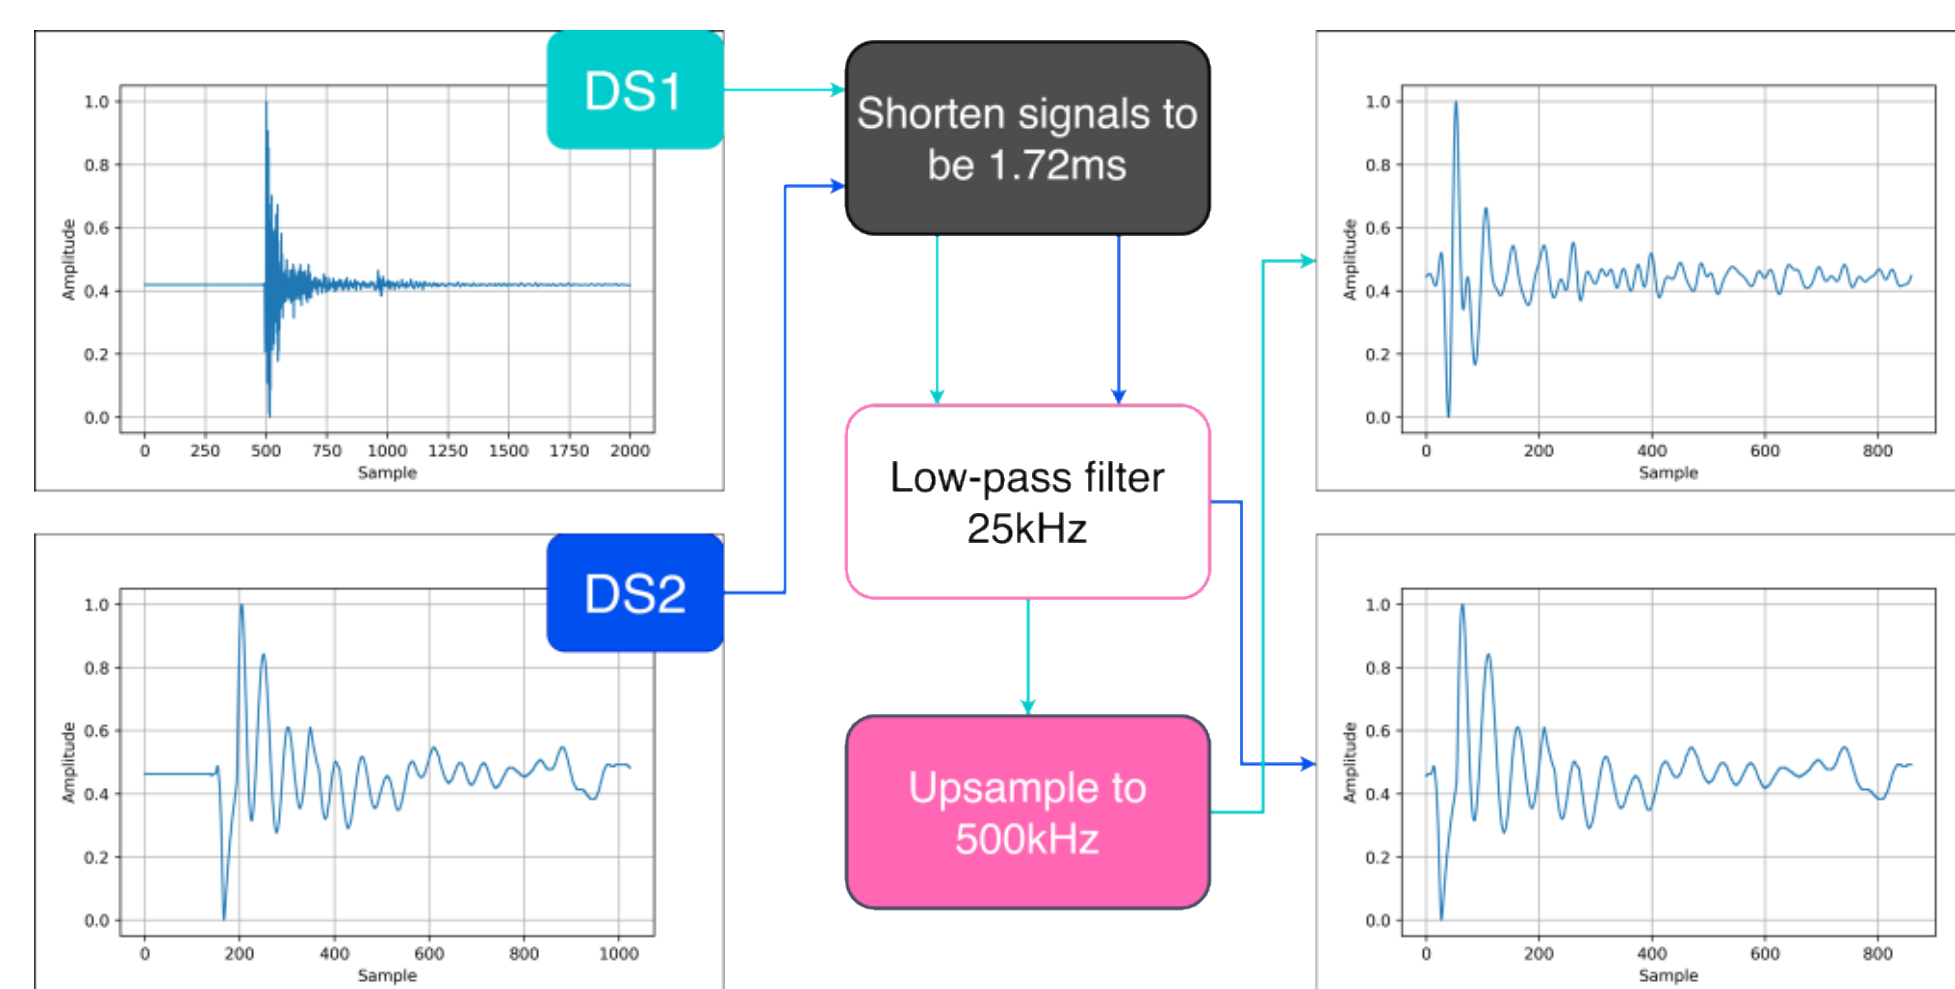 DS1
1.0
0.8
0.6
0.4
0.2
0.0
Amplitude
0 250 500 750 1000 1250 1500 1750 2000
Sample
Shorten signals to
be 1.72ms
1.0
0.8
0.6
0.4
0.2
0.0
Amplitude
0 200 400 600 800
Sample
Low-pass filter
25kHz
DS2
1.0
0.8
0.6
0.4
0.2
0.0
Amplitude
0 200 400 600 800 1000
Sample
Upsample to
500kHz
1.0
0.8
0.6
0.4
0.2
0.0
Amplitude
0 200 400 600 800
Sample